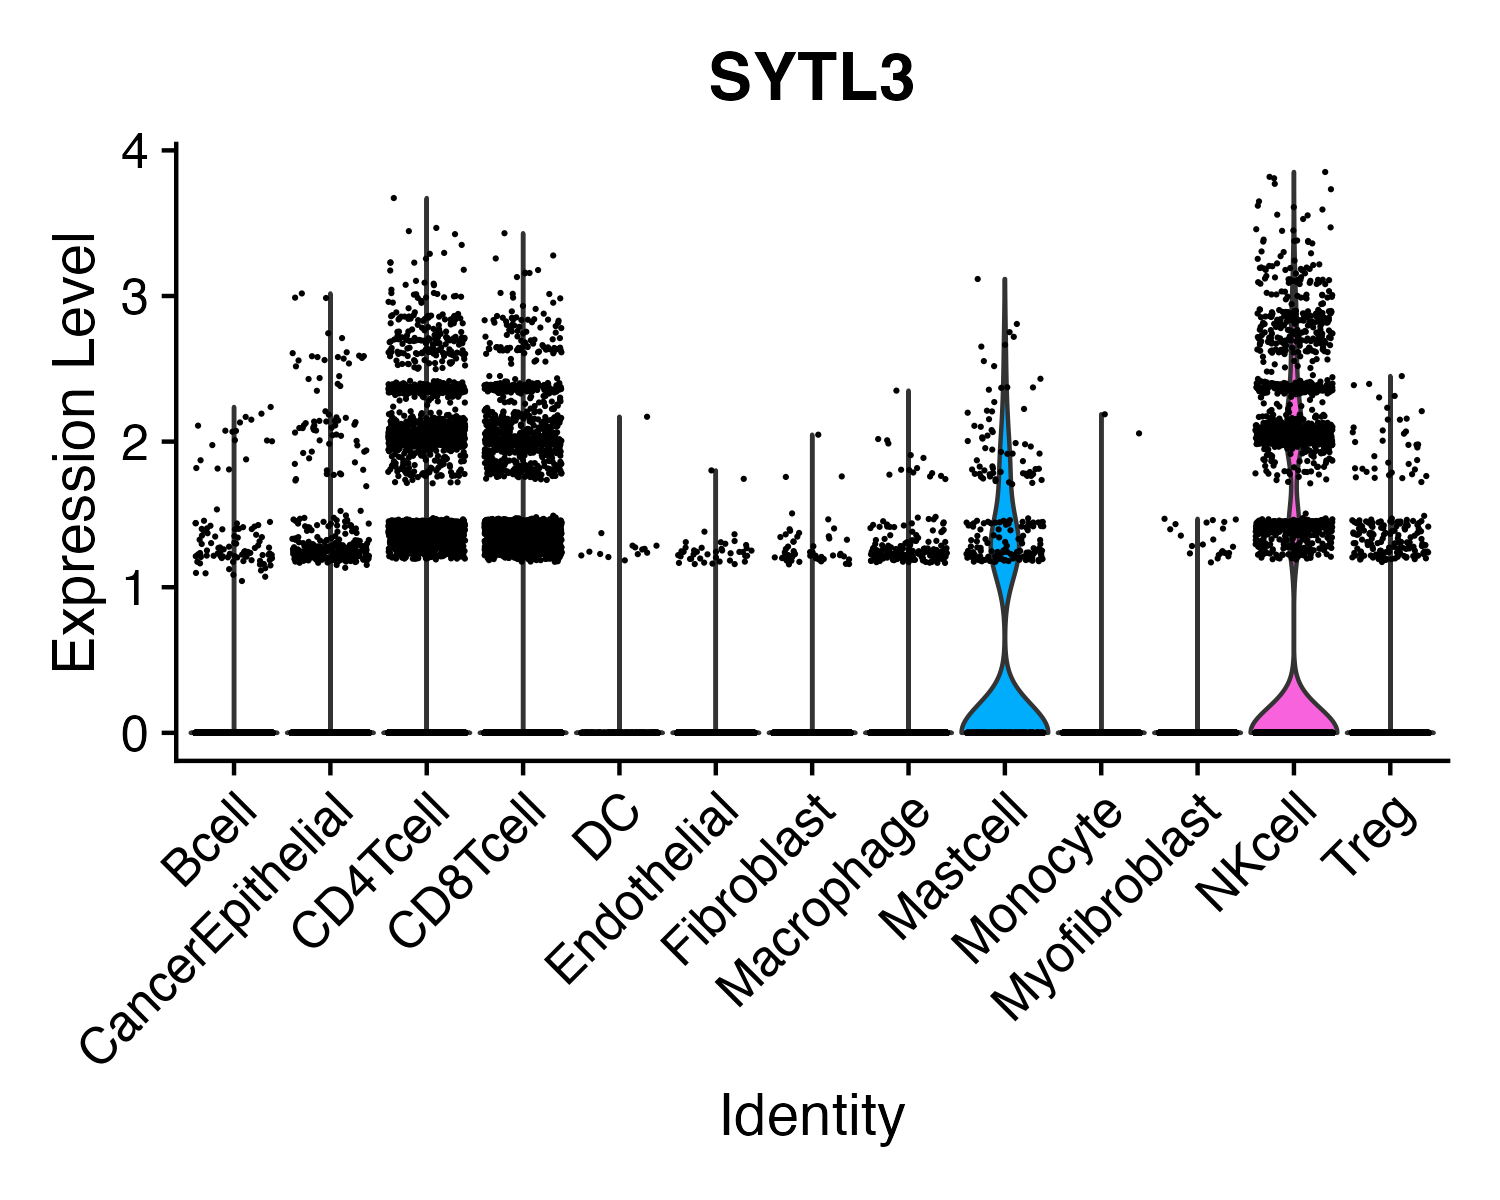 SYTL3
Expression Level
4
3
2
1
0
Bcell
CancerEpithelial
CD4Tcell
CD8Tcell
DC
Endothelial
Fibroblast
Macrophage
Mastcell
Monocyte
Myofibroblast
NKcell
Treg
Identity